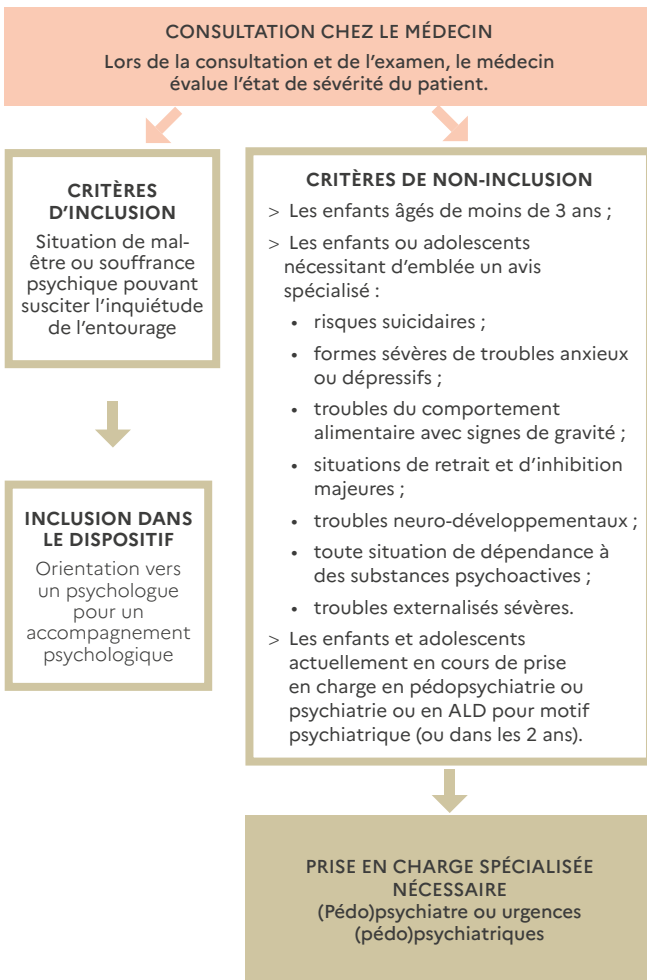 CONSULTATION CHEZ LE MÉDECIN
Lors de la consultation et de l’examen, le médecin
évalue l’état de sévérité du patient.
CRITÈRES
D’INCLUSION
Situation de mal-
être ou souffrance
psychique pouvant
susciter l’inquiétude
de l’entourage
INCLUSION DANS
LE DISPOSITIF
Orientation vers
un psychologue
pour un
accompagnement
psychologique
CRITÈRES DE NON-INCLUSION
> Les enfants âgés de moins de 3 ans ;
> Les enfants ou adolescents
nécessitant d’emblée un avis
spécialisé :
• risques suicidaires ;
• formes sévères de troubles anxieux
ou dépressifs ;
• troubles du comportement
alimentaire avec signes de gravité ;
• situations de retrait et d’inhibition
majeures ;
• troubles neuro-développementaux ;
• toute situation de dépendance à
des substances psychoactives ;
• troubles externalisés sévères.
> Les enfants et adolescents
actuellement en cours de prise
en charge en pédopsychiatrie ou
psychiatrie ou en ALD pour motif
psychiatrique (ou dans les 2 ans).
PRISE EN CHARGE SPÉCIALISÉE
NÉCESSAIRE
(Pédo)psychiatre ou urgences
(pédo)psychiatriques